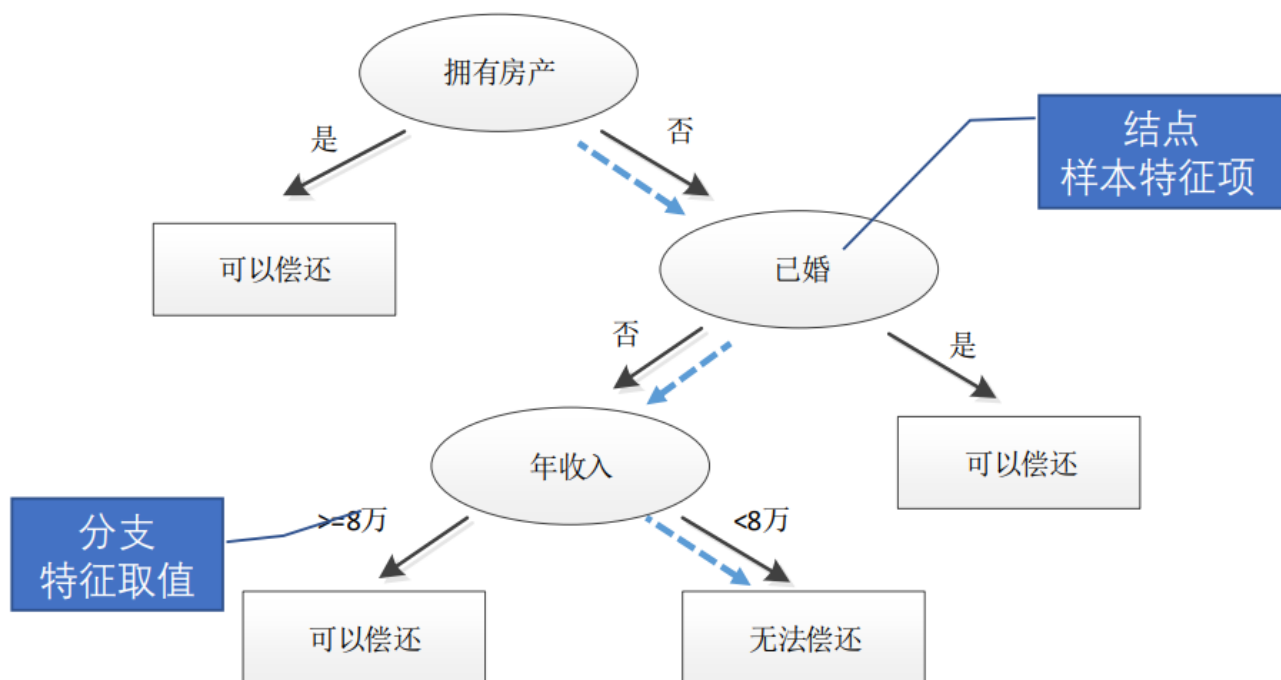 拥有房产
是
否
结点
样本特征项
可以偿还
已婚
否
是
年收入
可以偿还
分支
特征取值
>=8万
<8万
可以偿还
无法偿还